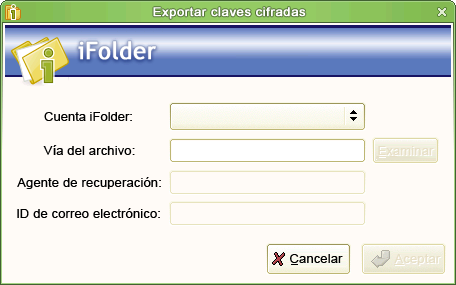 Exportar claves cifradas
iFolder
Cuenta iFolder:
Vía del archivo:
Examinar
Agente de recuperación:
ID de correo electrónico:
Cancelar
Aceptar